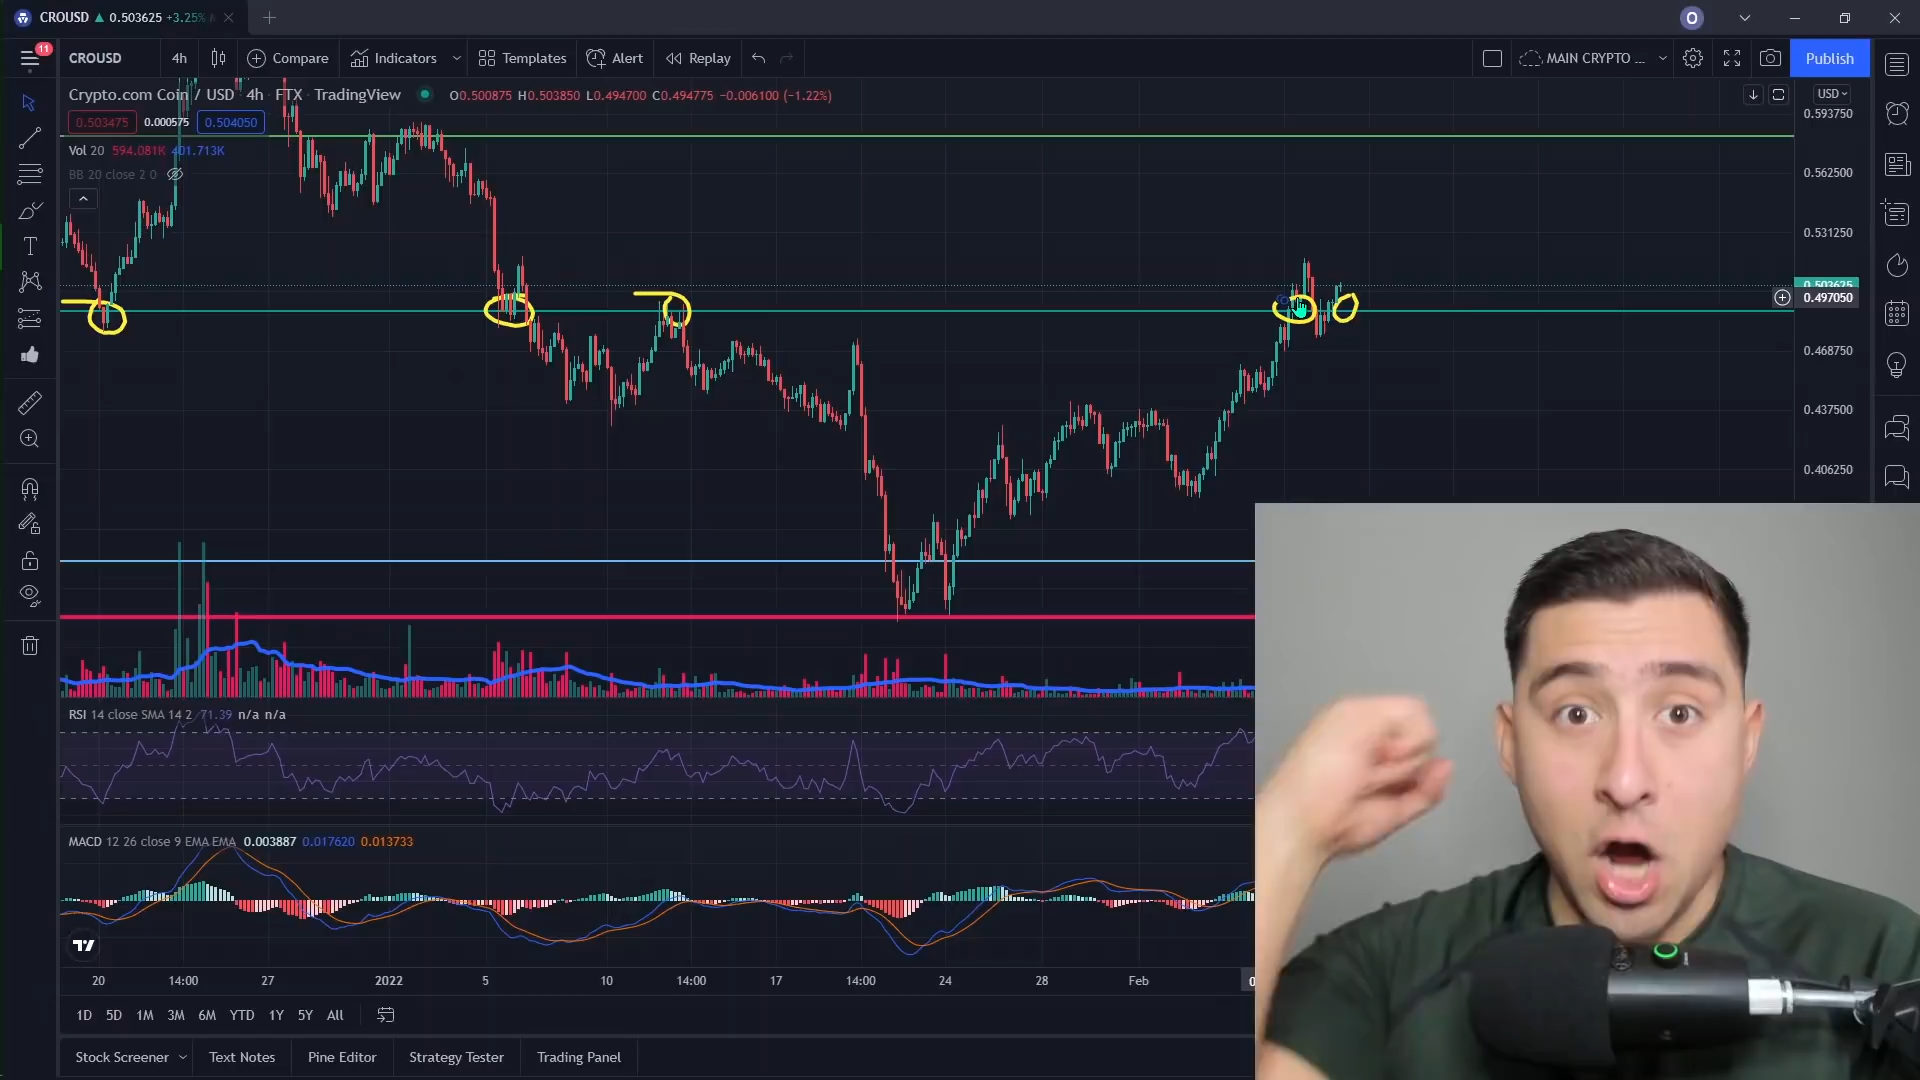 CROUSD ▲ 0.503625 +3.25%
O
11
CROUSD 4h Compare Indicators Templates Alert Replay MAIN CRYPTO ... Publish
Crypto.com Coin / USD 4h FTX TradingView O0.500875 H0.503850 L0.494700 C0.494775 −0.006100 (−1.22%)
USD
0.503475 0.000575 0.504050
Vol 20 594.081K 401.713K
BB 20 close 2 0
0.593750
0.562500
0.531250
0.503625
0.497050
0.468750
0.437500
0.406250
RSI 14 close SMA 14 2 71.39 n/a n/a
MACD 12 26 close 9 EMA EMA 0.003887 0.017620 0.013733
20 14:00 27 2022 5 10 14:00 17 14:00 24 28 Feb
1D 5D 1M 3M 6M YTD 1Y 5Y All
Stock Screener Text Notes Pine Editor Strategy Tester Trading Panel